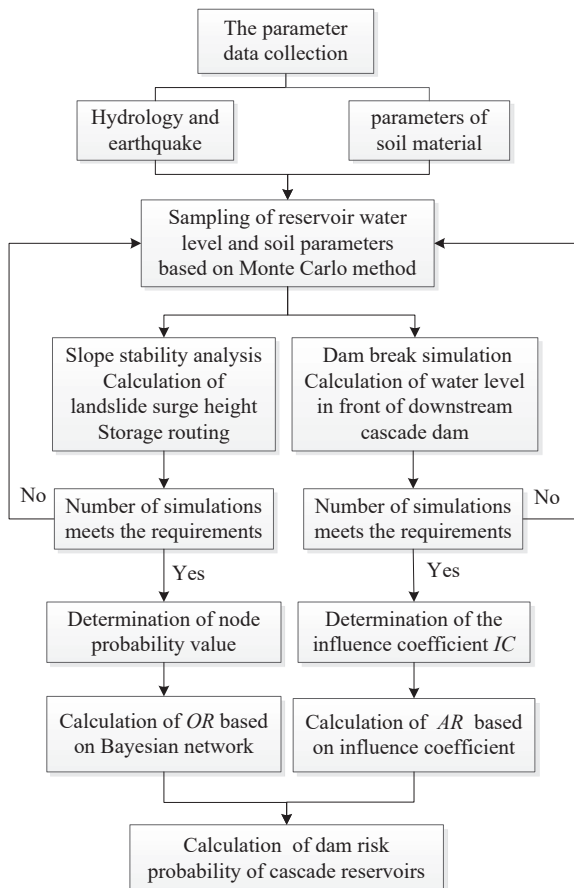 The parameter
data collection
Hydrology and
earthquake
parameters of
soil material
Sampling of reservoir water
level and soil parameters
based on Monte Carlo method
Slope stability analysis
Calculation of
landslide surge height
Storage routing
Dam break simulation
Calculation of water level
in front of downstream
cascade dam
No
Number of simulations
meets the requirements
Number of simulations
meets the requirements
No
Yes
Yes
Determination of node
probability value
Determination of the
influence coefficient IC
Calculation of OR based
on Bayesian network
Calculation of AR based
on influence coefficient
Calculation of dam risk
probability of cascade reservoirs